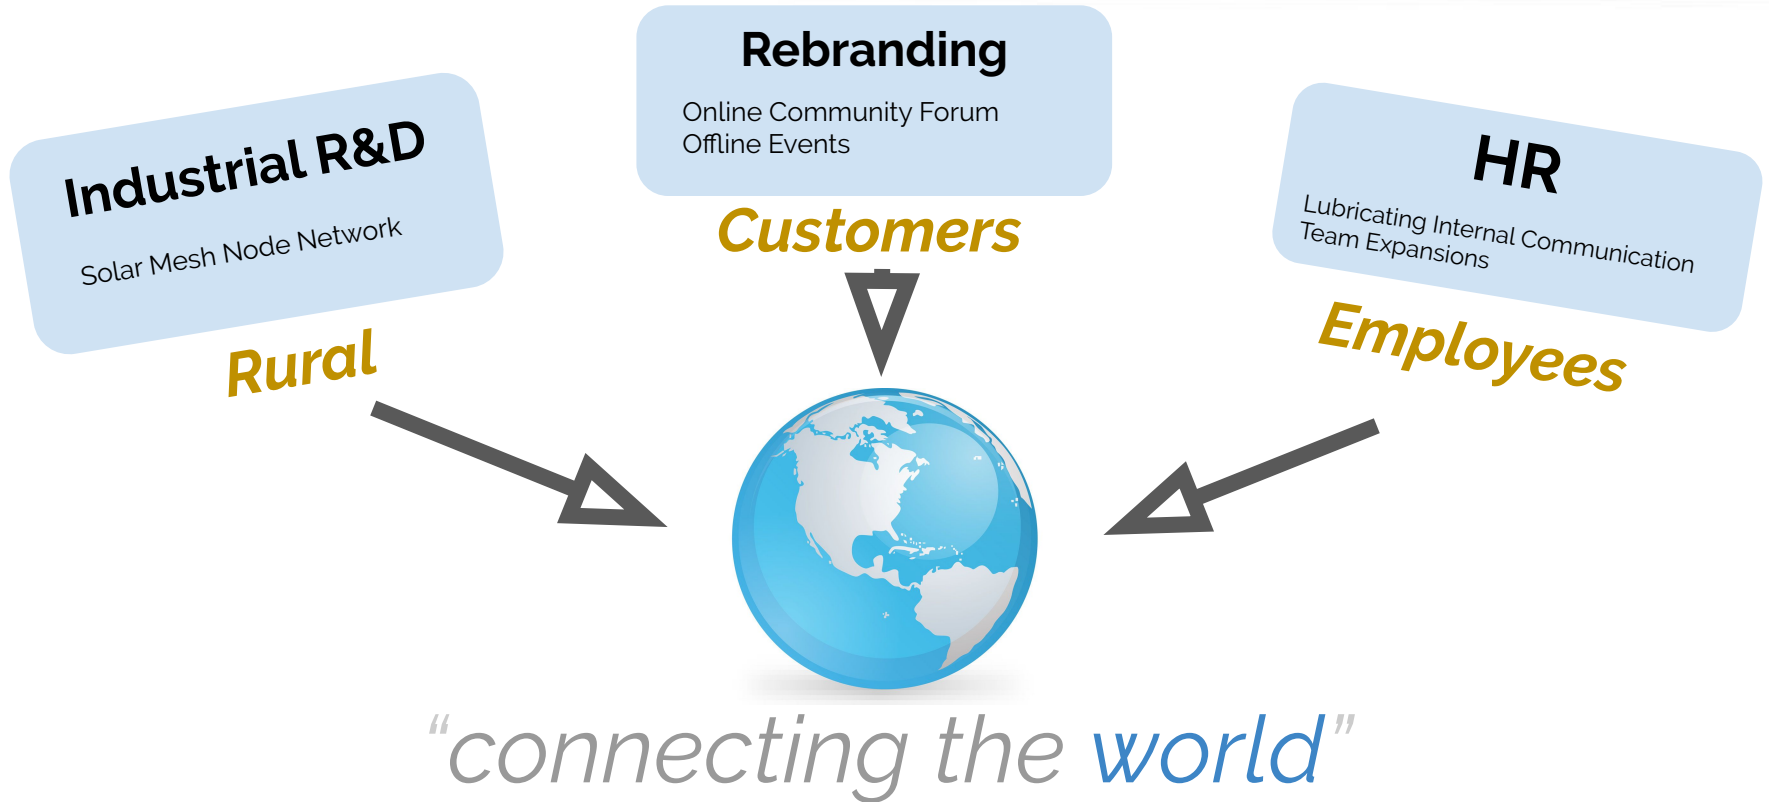 Industrial R&D
Solar Mesh Node Network
Rural
Rebranding
Online Community Forum
Offline Events
Customers
HR
Lubricating Internal Communication
Team Expansions
Employees
“connecting the world”